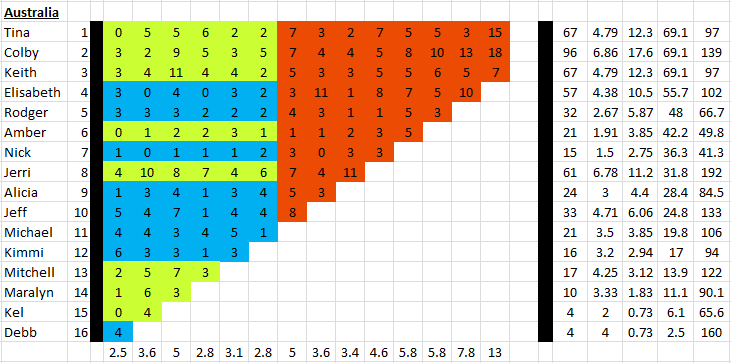 Australia
Tina 1 0 5 5 6 2 2 7 3 2 7 5 5 3 15 67 4.79 12.3 69.1 97
Colby 2 3 2 9 5 3 5 7 4 4 5 8 10 13 18 96 6.86 17.6 69.1 139
Keith 3 3 4 11 4 4 2 5 3 3 5 5 6 5 7 67 4.79 12.3 69.1 97
Elisabeth 4 3 0 4 0 3 2 3 11 1 8 7 5 10 57 4.38 10.5 55.7 102
Rodger 5 3 3 3 2 2 2 4 3 1 1 5 3 32 2.67 5.87 48 66.7
Amber 6 0 1 2 2 3 1 1 1 2 3 5 21 1.91 3.85 42.2 49.8
Nick 7 1 0 1 1 1 2 3 0 3 3 15 1.5 2.75 36.3 41.3
Jerri 8 4 10 8 7 4 6 7 4 11 61 6.78 11.2 31.8 192
Alicia 9 1 3 4 1 3 4 5 3 24 3 4.4 28.4 84.5
Jeff 10 5 4 7 1 4 4 8 33 4.71 6.06 24.8 133
Michael 11 4 4 3 4 5 1 21 3.5 3.85 19.8 106
Kimmi 12 6 3 3 1 3 16 3.2 2.94 17 94
Mitchell 13 2 5 7 3 17 4.25 3.12 13.9 122
Maralyn 14 1 6 3 10 3.33 1.83 11.1 90.1
Kel 15 0 4 4 2 0.73 6.1 65.6
Debb 16 4 4 4 0.73 2.5 160
2.5 3.6 5 2.8 3.1 2.8 5 3.6 3.4 4.6 5.8 5.8 7.8 13